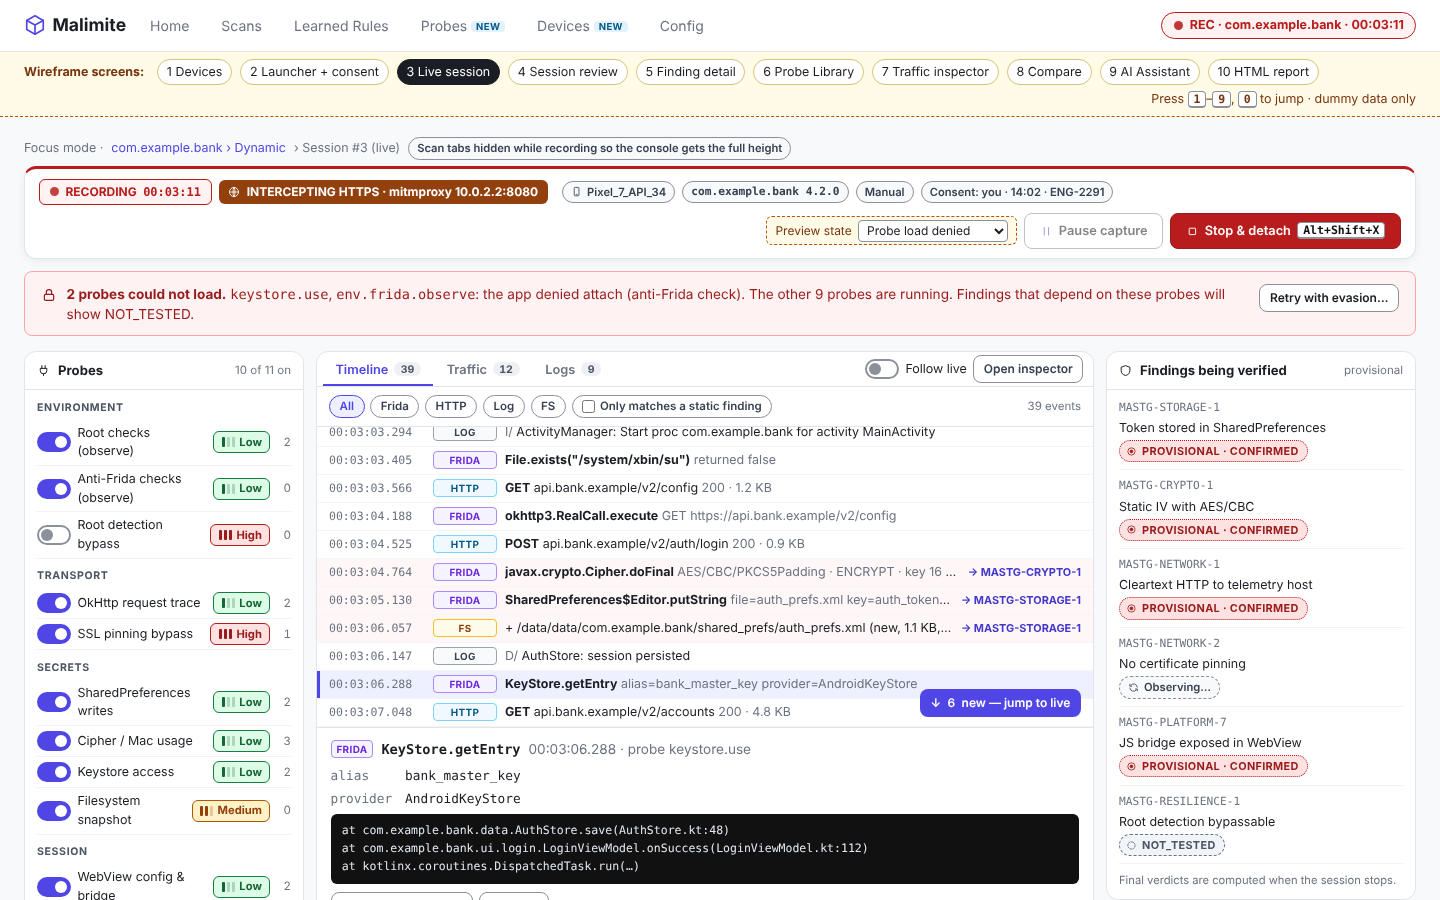 Malimite
Home
Scans
Learned Rules
Probes NEW
Devices NEW
Config
REC · com.example.bank · 00:03:11
Wireframe screens:
1 Devices
2 Launcher + consent
3 Live session
4 Session review
5 Finding detail
6 Probe Library
7 Traffic inspector
8 Compare
9 AI Assistant
10 HTML report
Press 1–9, 0 to jump · dummy data only
Focus mode · com.example.bank › Dynamic › Session #3 (live)
Scan tabs hidden while recording so the console gets the full height
RECORDING 00:03:11
INTERCEPTING HTTPS · mitmproxy 10.0.2.2:8080
Pixel_7_API_34
com.example.bank 4.2.0
Manual
Consent: you · 14:02 · ENG-2291
Preview state
Probe load denied
Pause capture
Stop & detach Alt+Shift+X
2 probes could not load. keystore.use, env.frida.observe: the app denied attach (anti-Frida check). The other 9 probes are running. Findings that depend on these probes will
show NOT_TESTED.
Retry with evasion…
Probes
10 of 11 on
ENVIRONMENT
Root checks
(observe)
Low 2
Anti-Frida checks
(observe)
Low 0
Root detection
bypass
High 0
TRANSPORT
OkHttp request trace Low 2
SSL pinning bypass High 1
SECRETS
SharedPreferences
writes
Low 2
Cipher / Mac usage Low 3
Keystore access Low 2
Filesystem
snapshot
Medium 0
SESSION
WebView config &
bridge
Low 2
Timeline 39
Traffic 12
Logs 9
Follow live
Open inspector
All
Frida
HTTP
Log
FS
Only matches a static finding
39 events
00:03:03.294 LOG I/ ActivityManager: Start proc com.example.bank for activity MainActivity
00:03:03.405 FRIDA File.exists("/system/xbin/su") returned false
00:03:03.566 HTTP GET api.bank.example/v2/config 200 · 1.2 KB
00:03:04.188 FRIDA okhttp3.RealCall.execute GET https://api.bank.example/v2/config
00:03:04.525 HTTP POST api.bank.example/v2/auth/login 200 · 0.9 KB
00:03:04.764 FRIDA javax.crypto.Cipher.doFinal AES/CBC/PKCS5Padding · ENCRYPT · key 16 … → MASTG-CRYPTO-1
00:03:05.130 FRIDA SharedPreferences$Editor.putString file=auth_prefs.xml key=auth_token… → MASTG-STORAGE-1
00:03:06.057 FS + /data/data/com.example.bank/shared_prefs/auth_prefs.xml (new, 1.1 KB,… → MASTG-STORAGE-1
00:03:06.147 LOG D/ AuthStore: session persisted
00:03:06.288 FRIDA KeyStore.getEntry alias=bank_master_key provider=AndroidKeyStore
00:03:07.048 HTTP GET api.bank.example/v2/accounts 200 · 4.8 KB
↓ 6 new — jump to live
FRIDA KeyStore.getEntry 00:03:06.288 · probe keystore.use
alias bank_master_key
provider AndroidKeyStore
at com.example.bank.data.AuthStore.save(AuthStore.kt:48)
at com.example.bank.ui.login.LoginViewModel.onSuccess(LoginViewModel.kt:112)
at kotlinx.coroutines.DispatchedTask.run(…)
Findings being verified
provisional
MASTG-STORAGE-1
Token stored in SharedPreferences
PROVISIONAL · CONFIRMED
MASTG-CRYPTO-1
Static IV with AES/CBC
PROVISIONAL · CONFIRMED
MASTG-NETWORK-1
Cleartext HTTP to telemetry host
PROVISIONAL · CONFIRMED
MASTG-NETWORK-2
No certificate pinning
Observing…
MASTG-PLATFORM-7
JS bridge exposed in WebView
PROVISIONAL · CONFIRMED
MASTG-RESILIENCE-1
Root detection bypassable
NOT_TESTED
Final verdicts are computed when the session stops.